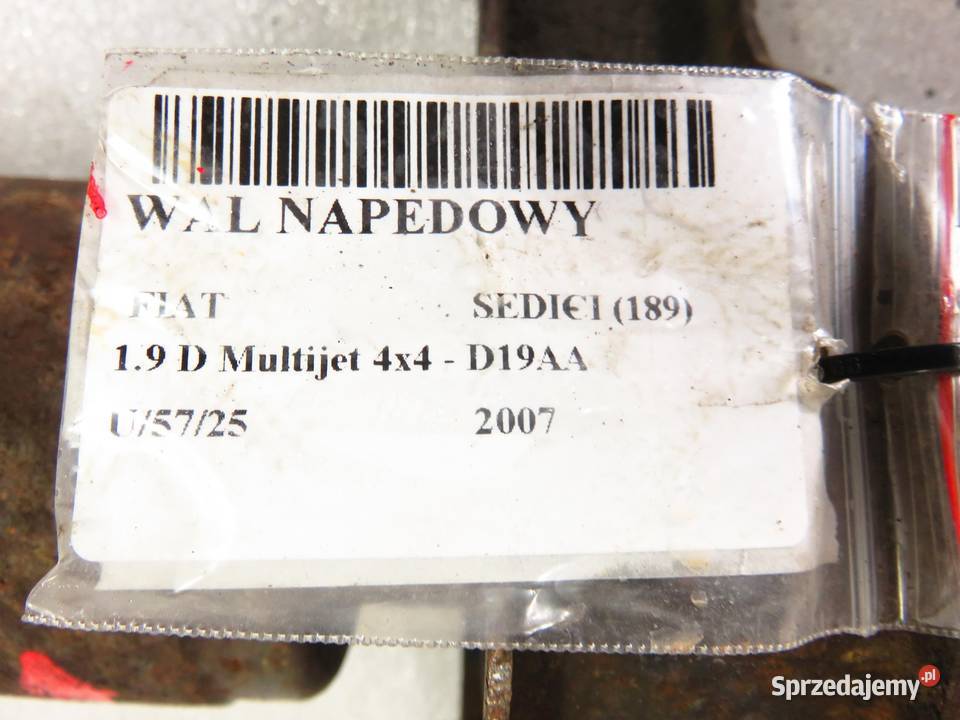 WAL NAPEDOWY
FIAT SEDICI (189)
1.9 D Multijet 4x4 - D19AA
U/57/25 2007
Sprzedajemy.pl